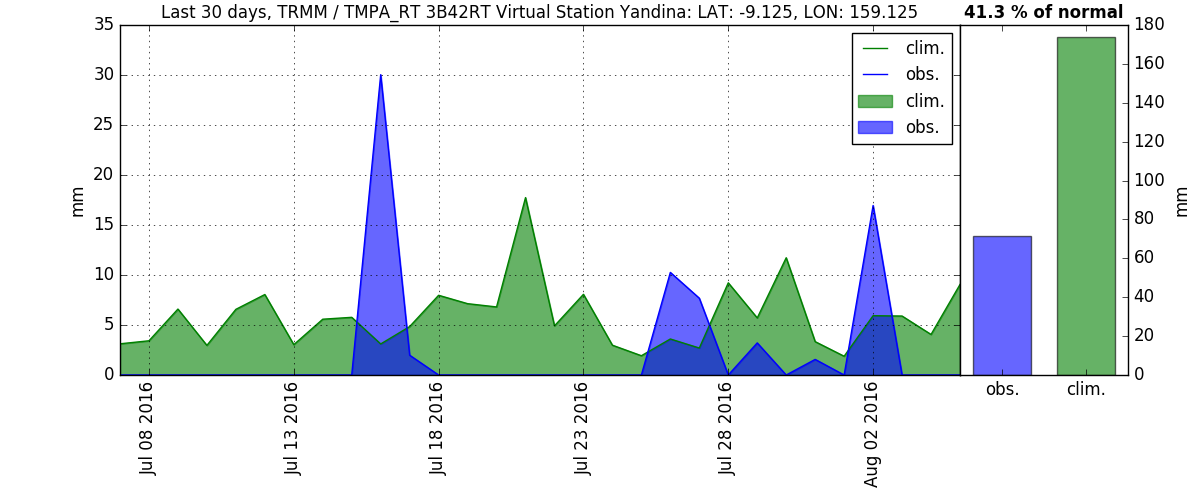 Last 30 days, TRMM / TMPA_RT 3B42RT Virtual Station Yandina: LAT: -9.125, LON: 159.125
41.3 % of normal
35
30
25
20
15
10
5
0
mm
clim.
obs.
clim.
obs.
Jul 08 2016
Jul 13 2016
Jul 18 2016
Jul 23 2016
Jul 28 2016
Aug 02 2016
180
160
140
120
100
80
60
40
20
0
mm
obs.
clim.